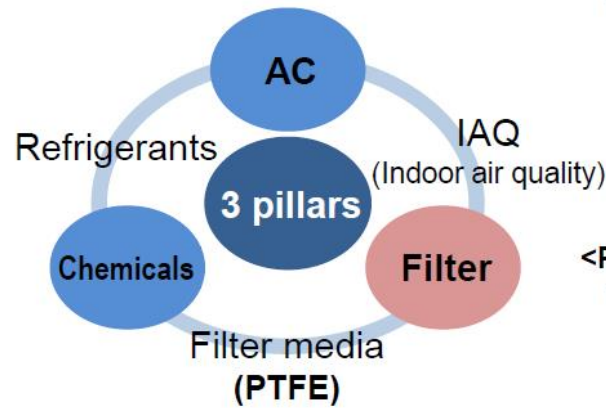 AC
Refrigerants
IAQ
(Indoor air quality)
3 pillars
Chemicals
Filter
Filter media
(PTFE)